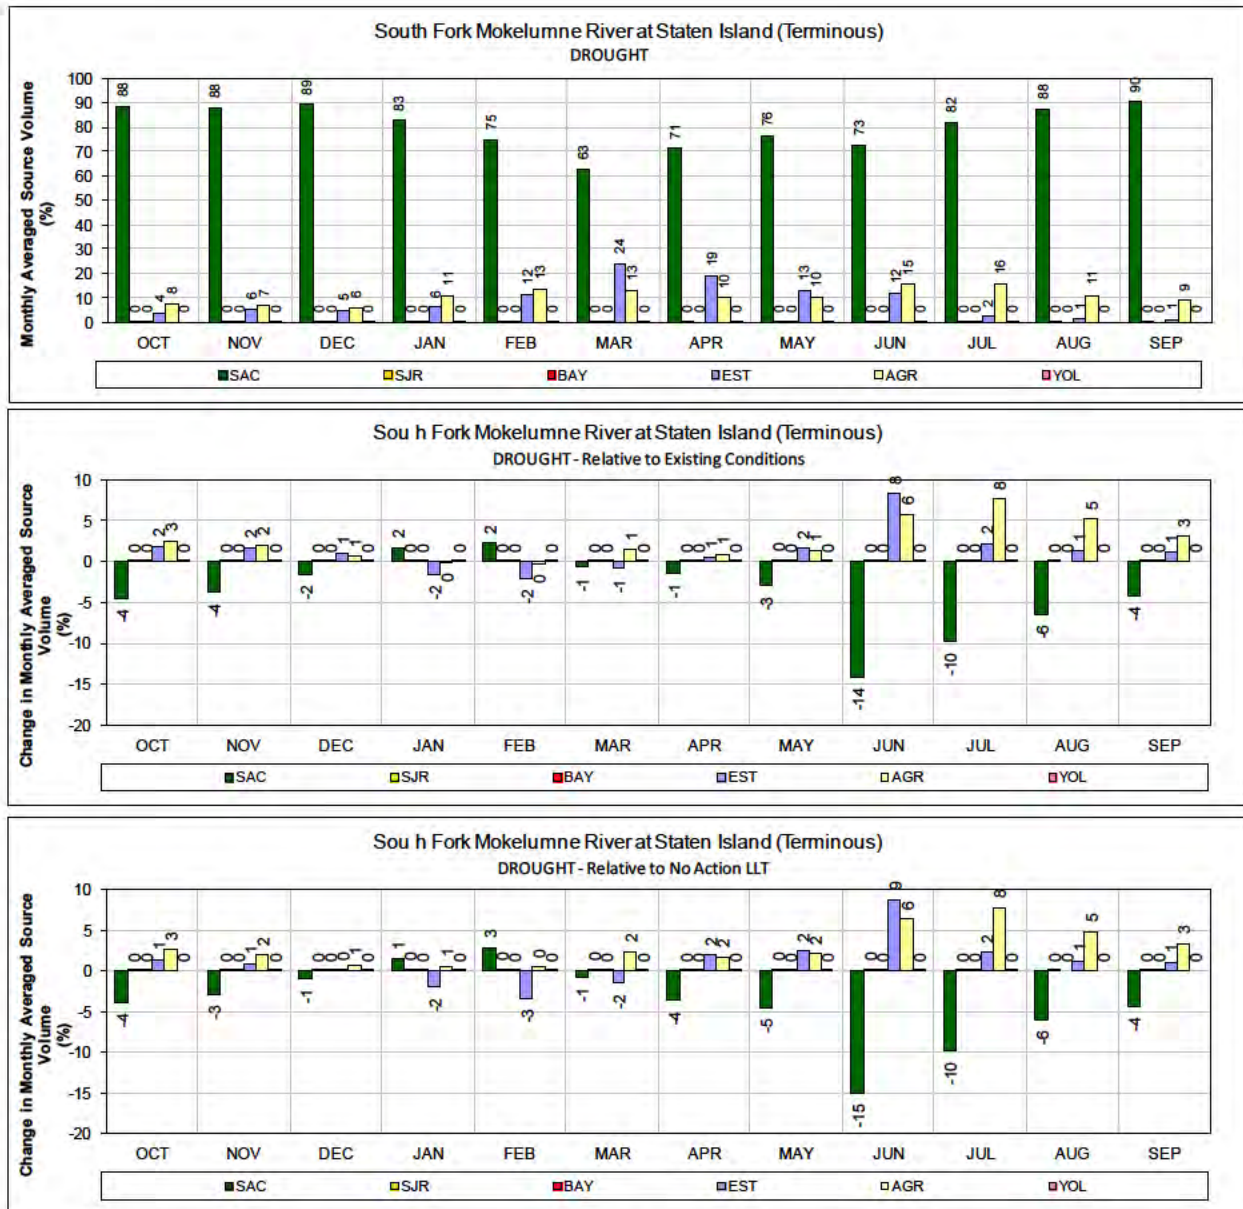 South Fork Mokelumne River at Staten Island (Terminous)
DROUGHT
Monthly Averaged Source Volume
(%)
100
90
80
70
60
50
40
30
20
10
0
88 0 0 4 8 0
88 0 0 6 7 0
89 0 0 5 6 0
83 0 0 6 11 0
75 0 0 12 13 0
63 0 0 24 13 0
71 0 0 19 10 0
76 0 0 13 10 0
73 0 0 12 15 0
82 0 0 2 16 0
88 0 0 1 11 0
90 0 0 1 9 0
OCT NOV DEC JAN FEB MAR APR MAY JUN JUL AUG SEP
SAC SJR BAY EST AGR YOL
Sou h Fork Mokelumne River at Staten Island (Terminous)
DROUGHT - Relative to Existing Conditions
Change in Monthly Averaged Source
Volume
(%)
10
5
0
-5
-10
-15
-20
-4 0 0 2 3 0
-4 0 0 2 2 0
-2 0 0 1 1 0
2 0 0 -2 0 0
2 0 0 -2 0 0
-1 0 0 -1 1 0
-1 0 0 1 1 0
-3 0 0 2 1 0
-14 0 0 8 6 0
-10 0 0 2 8 0
-6 0 0 1 5 0
-4 0 0 1 3 0
OCT NOV DEC JAN FEB MAR APR MAY JUN JUL AUG SEP
SAC SJR BAY EST AGR YOL
Sou h Fork Mokelumne River at Staten Island (Terminous)
DROUGHT - Relative to No Action LLT
Change in Monthly Averaged Source
Volume
(%)
10
5
0
-5
-10
-15
-20
-4 0 0 1 3 0
-3 0 0 1 2 0
-1 0 0 0 1 0
1 0 0 -2 1 0
3 0 0 -3 0 0
-1 0 0 -2 2 0
-4 0 0 2 2 0
-5 0 0 2 2 0
-15 0 0 9 6 0
-10 0 0 2 8 0
-6 0 0 1 5 0
-4 0 0 1 3 0
OCT NOV DEC JAN FEB MAR APR MAY JUN JUL AUG SEP
SAC SJR BAY EST AGR YOL